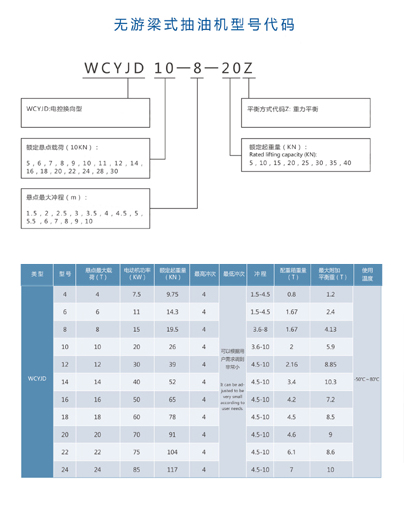 无游梁式抽油机型号代码
WCYJD 10—8—20Z
WCYJD:电控换向型
平衡方式代码Z: 重力平衡
额定悬点载荷（10KN）：
5，6，7，8，9，10，11，12，14，
16，18，20，22，24，28，30
额定起重量（KN）：
Rated lifting capacity (KN):
5，10，15，20，25，30，35，40
悬点最大冲程（m）：
1.5，2，2.5，3，3.5，4，4.5，5，
5.5，6，7，8，9，10
类 型 型 号 悬点最大载荷（T） 电动机功率（KW） 额定起重量（KN） 最高冲次 最低冲次 冲 程 配重箱重量（T） 最大附加平衡重（T） 使用温度
4 4 7.5 9.75 4 1.5-4.5 0.6 1.2
6 6 11 14.3 4 1.5-4.5 1.67 2.4
8 8 15 19.5 4 3.6-8 1.67 4.13
10 10 20 26 4 3.6-10 2 5.9
12 12 30 39 4 4.5-10 2.16 8.85
14 14 40 52 4 4.5-10 3.4 10.3
16 16 50 65 4 4.5-10 4.2 7.2
18 18 60 78 4 4.5-10 4.5 8.5
20 20 70 91 4 4.5-10 4.6 9
22 22 75 104 4 4.5-10 6.1 8.6
24 24 85 117 4 4.5-10 7 10
WCYJD
可以根据用
户需求调到
非常小
It can be ad-
justed to be
very small
according to
user needs.